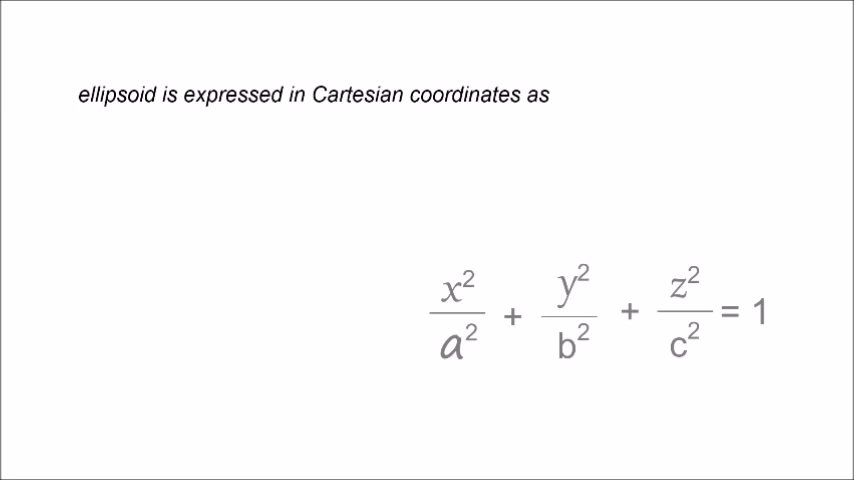 ellipsoid is expressed in Cartesian coordinates as
x²/a² + y²/b² + z²/c² = 1